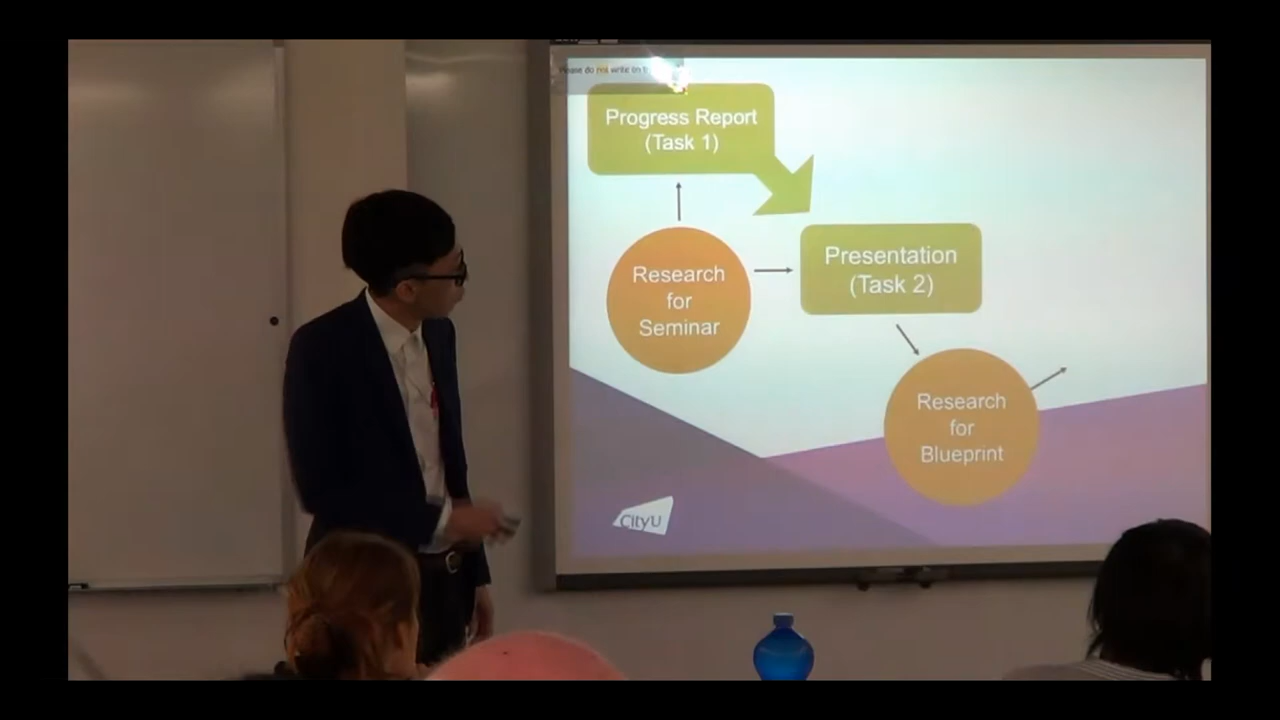 Please do not write on
Progress Report
(Task 1)
Presentation
(Task 2)
Research
for
Seminar
Research
for
Blueprint
CityU